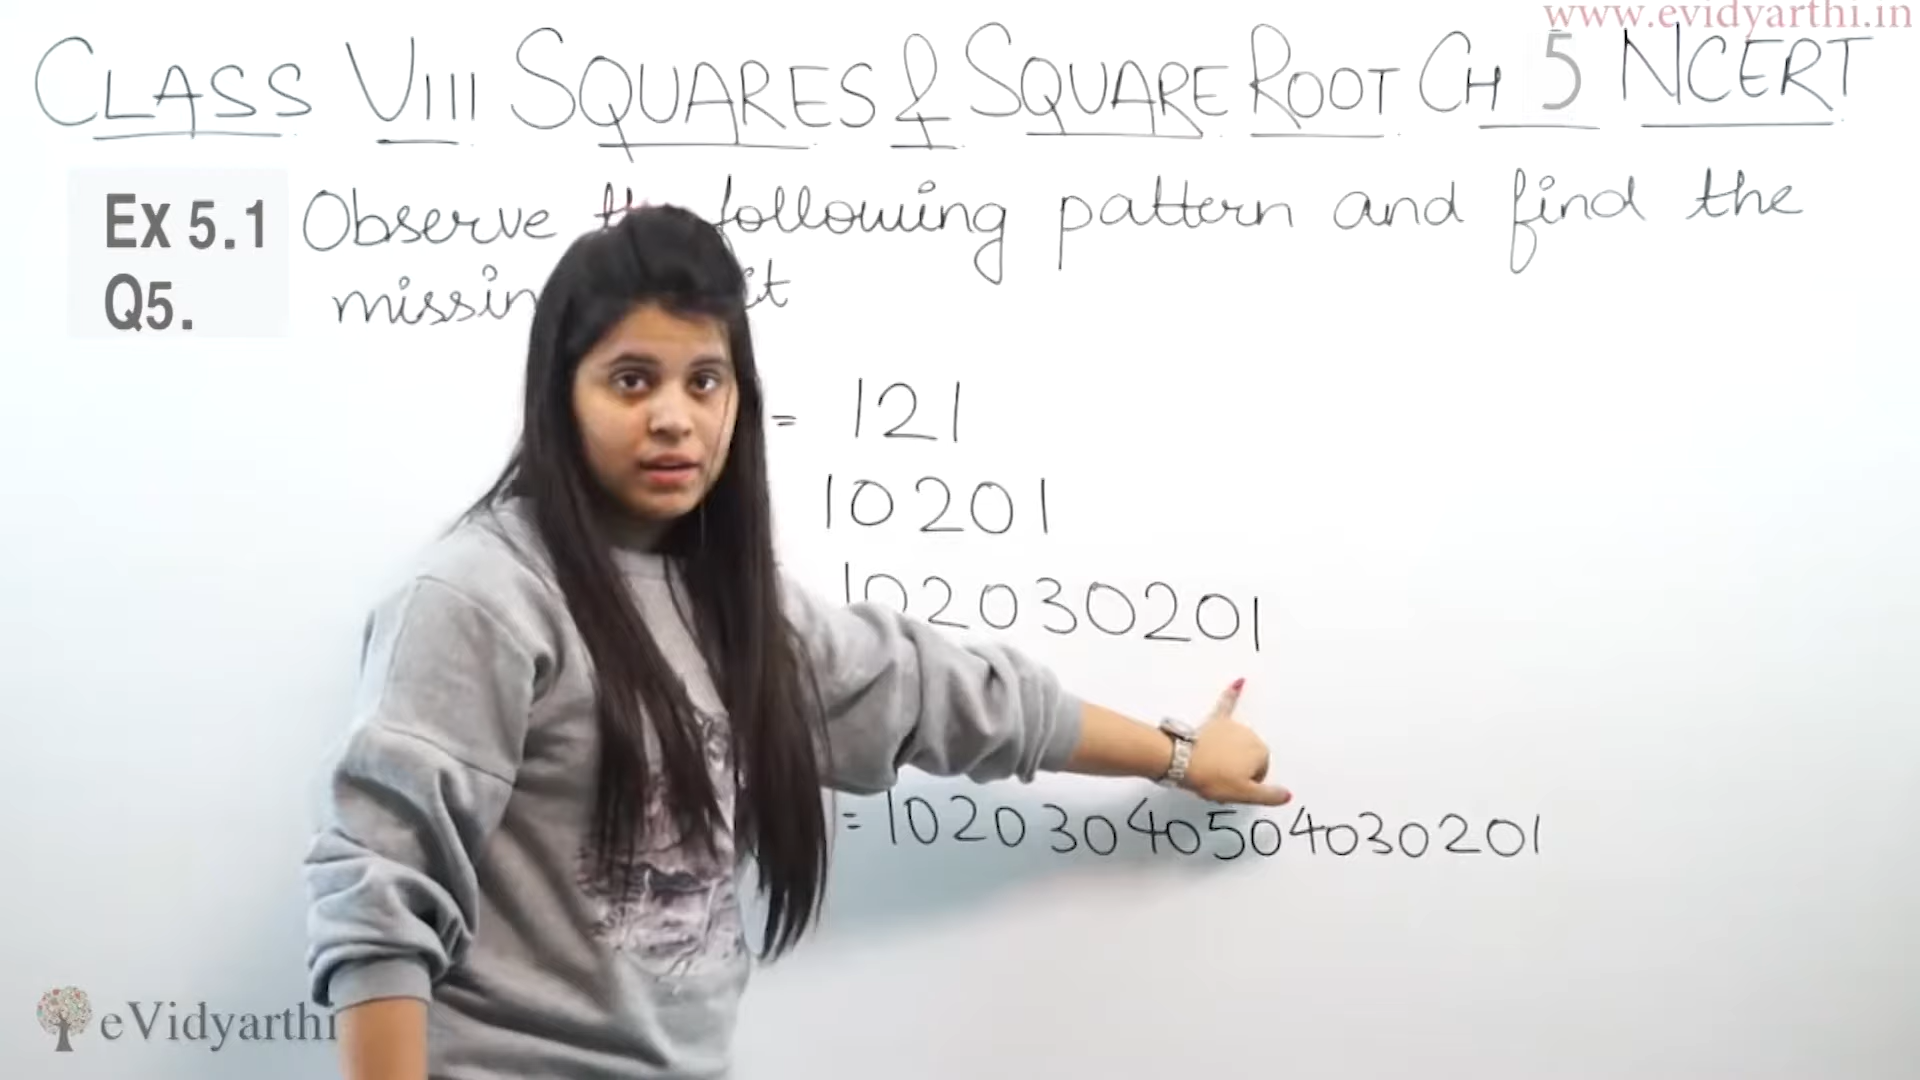 www.evidyarthi.in
CLASS VIII SQUARES & SQUARE ROOT CH 5 NCERT
Ex 5.1 Observe following pattern and find the
Q5.
= 121
10201
102030201
= 10203040504030201
eVidyarthi